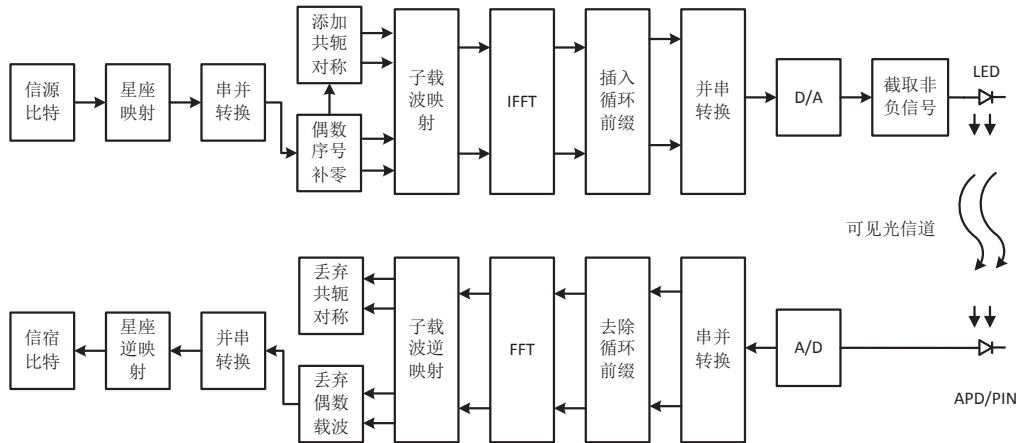 信源
比特
星座
映射
串并
转换
添加
共轭
对称
偶数
序号
补零
子载
波映
射
IFFT
插入
循环
前缀
并串
转换
D/A
截取非
负信号
LED
可见光信道
信宿
比特
星座
逆映
射
并串
转换
丢弃
共轭
对称
丢弃
偶数
载波
子载
波逆
映射
FFT
去除
循环
前缀
串并
转换
A/D
APD/PIN